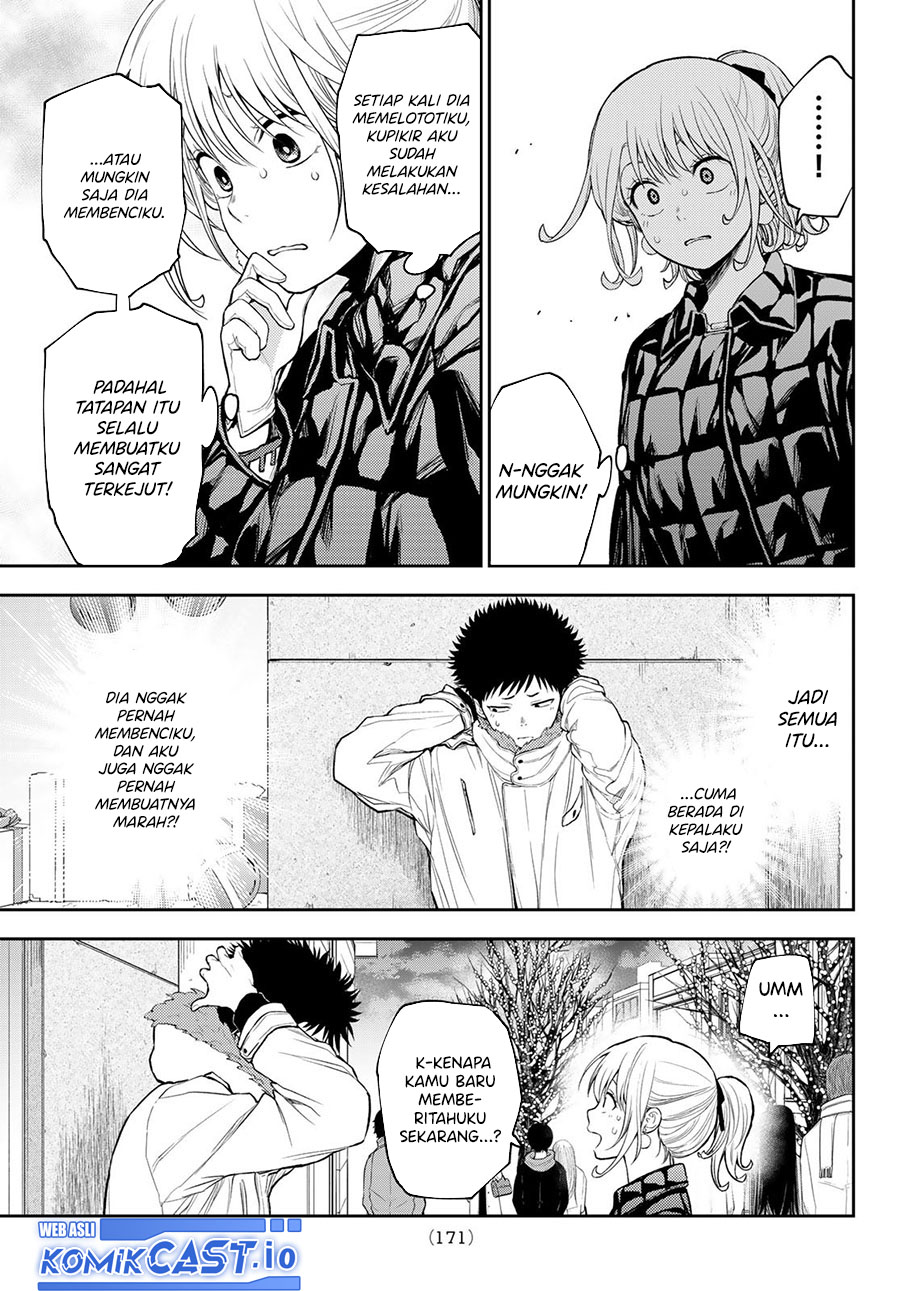 ........!
N-NGGAK
MUNGKIN!
SETIAP KALI DIA
MEMELOTOTIKU,
KUPIKIR AKU
SUDAH
MELAKUKAN
KESALAHAN...
...ATAU
MUNGKIN
SAJA DIA
MEMBENCIKU.
PADAHAL
TATAPAN ITU
SELALU
MEMBUATKU
SANGAT
TERKEJUT!
JADI
SEMUA
ITU...
...CUMA
BERADA DI
KEPALAKU
SAJA?!
DIA NGGAK
PERNAH
MEMBENCIKU,
DAN AKU
JUGA NGGAK
PERNAH
MEMBUATNYA
MARAH?!
UMM
...
K-KENAPA
KAMU BARU
MEMBE-
RITAHUKU
SEKARANG...?
(171)
WEB ASLI
KOMIKCAST.iO